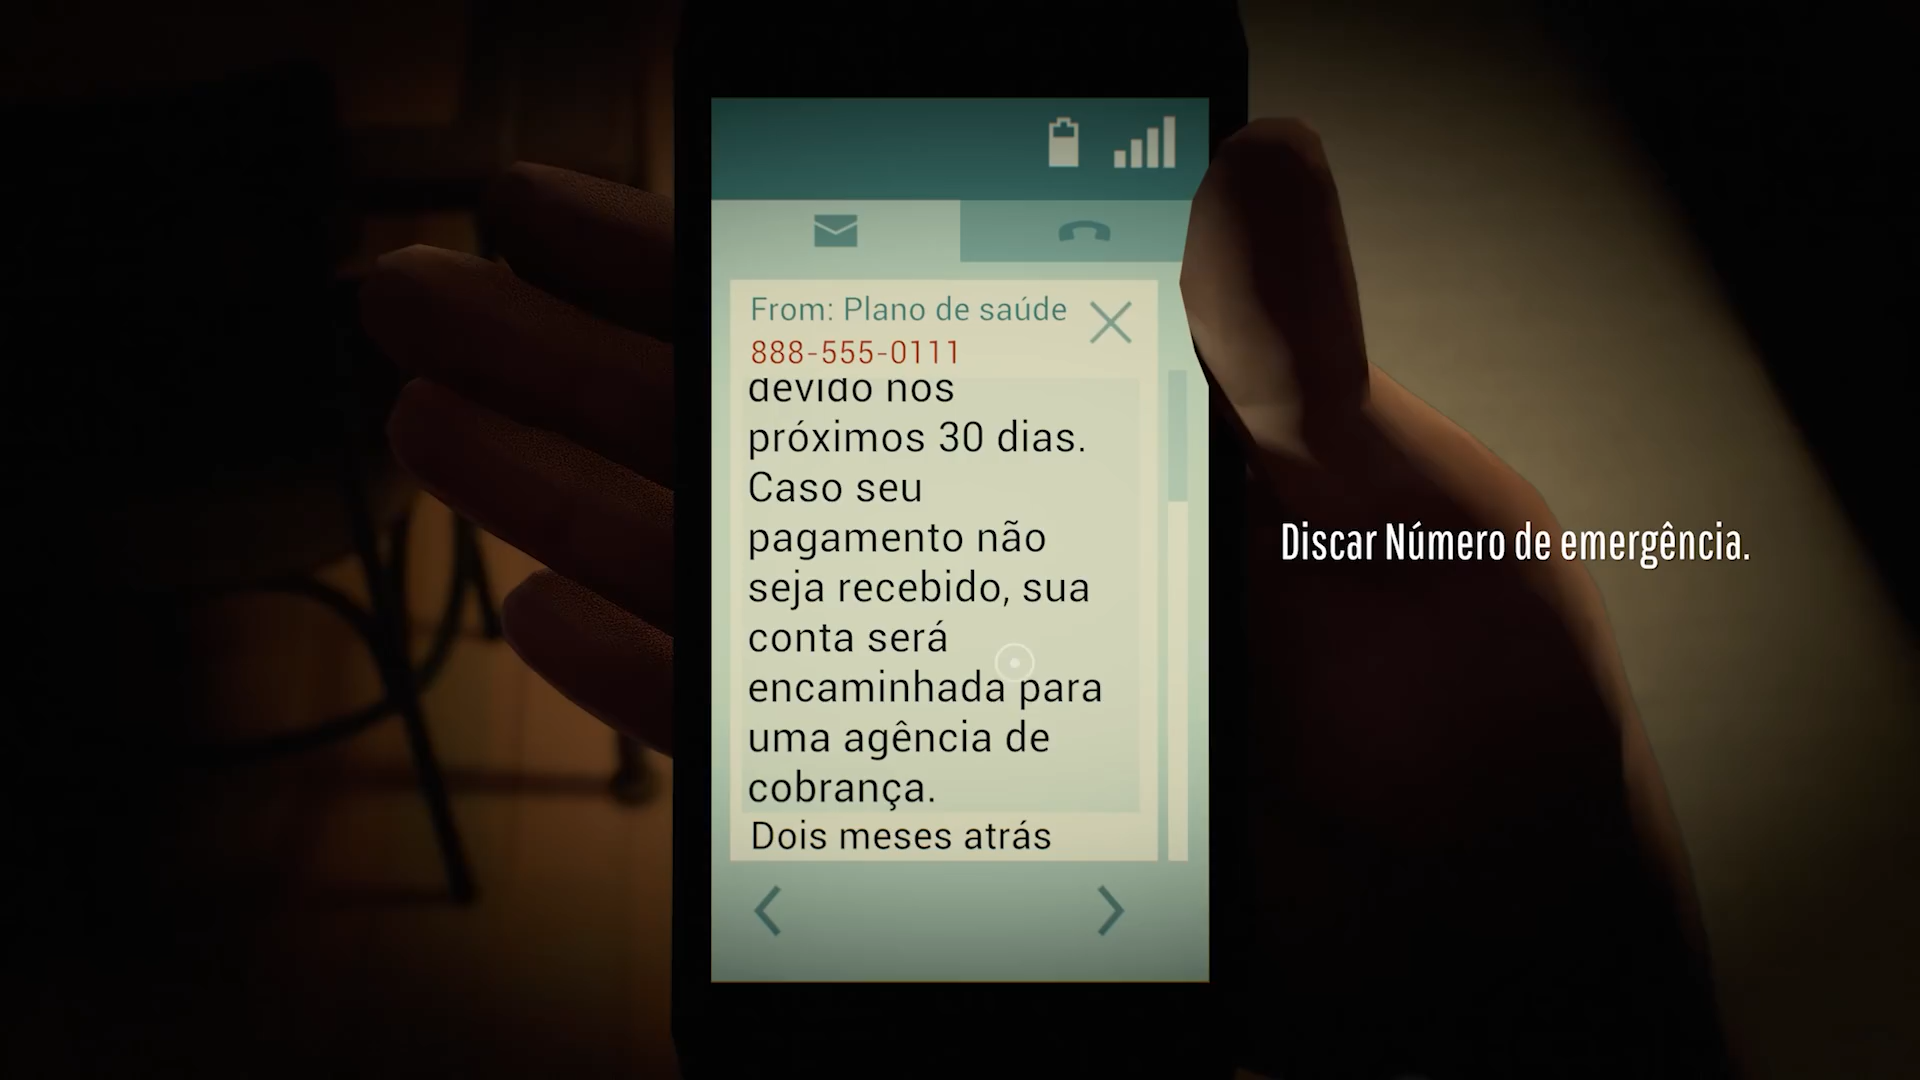 From: Plano de saúde
888-555-0111
devido nos
próximos 30 dias.
Caso seu
pagamento não
seja recebido, sua
conta será
encaminhada para
uma agência de
cobrança.
Dois meses atrás
Discar Número de emergência.